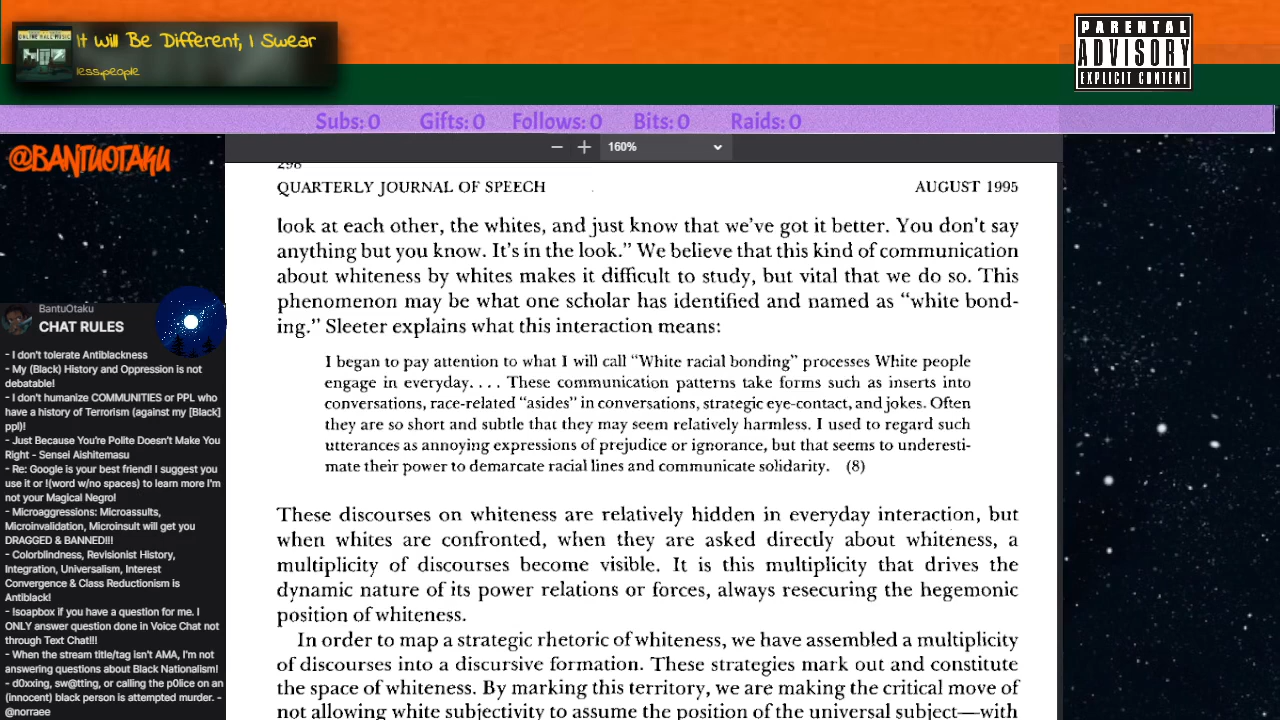 It Will Be Different, I Swear
less.people
PARENTAL
ADVISORY
EXPLICIT CONTENT
Subs: 0 Gifts: 0 Follows: 0 Bits: 0 Raids: 0
@BANTUOTAKU
160%
298
QUARTERLY JOURNAL OF SPEECH AUGUST 1995
look at each other, the whites, and just know that we've got it better. You don't say
anything but you know. It's in the look." We believe that this kind of communication
about whiteness by whites makes it difficult to study, but vital that we do so. This
phenomenon may be what one scholar has identified and named as "white bond-
ing." Sleeter explains what this interaction means:
I began to pay attention to what I will call "White racial bonding" processes White people
engage in everyday. . . . These communication patterns take forms such as inserts into
conversations, race-related "asides" in conversations, strategic eye-contact, and jokes. Often
they are so short and subtle that they may seem relatively harmless. I used to regard such
utterances as annoying expressions of prejudice or ignorance, but that seems to underesti-
mate their power to demarcate racial lines and communicate solidarity. (8)
These discourses on whiteness are relatively hidden in everyday interaction, but
when whites are confronted, when they are asked directly about whiteness, a
multiplicity of discourses become visible. It is this multiplicity that drives the
dynamic nature of its power relations or forces, always resecuring the hegemonic
position of whiteness.
In order to map a strategic rhetoric of whiteness, we have assembled a multiplicity
of discourses into a discursive formation. These strategies mark out and constitute
the space of whiteness. By marking this territory, we are making the critical move of
not allowing white subjectivity to assume the position of the universal subject—with
BantuOtaku
CHAT RULES
- I don't tolerate Antiblackness
- My (Black) History and Oppression is not
debatable!
- I don't humanize COMMUNITIES or PPL who
have a history of Terrorism (against my [Black]
ppl)!
- Just Because You're Polite Doesn't Make You
Right - Sensei Aishitemasu
- Re: Google is your best friend! I suggest you
use it or !(word w/no spaces) to learn more I'm
not your Magical Negro!
- Microaggressions: Microassults,
Microinvalidation, Microinsult will get you
DRAGGED & BANNED!!!
- Colorblindness, Revisionist History,
Integration, Universalism, Interest
Convergence & Class Reductionism is
Antiblack!
- !soapbox if you have a question for me. I
ONLY answer question done in Voice Chat not
through Text Chat!!!
- When the stream title/tag isn't AMA, I'm not
answering questions about Black Nationalism!
- d0xxing, sw@tting, or calling the p0lice on an
(innocent) black person is attempted murder. -
@norraee